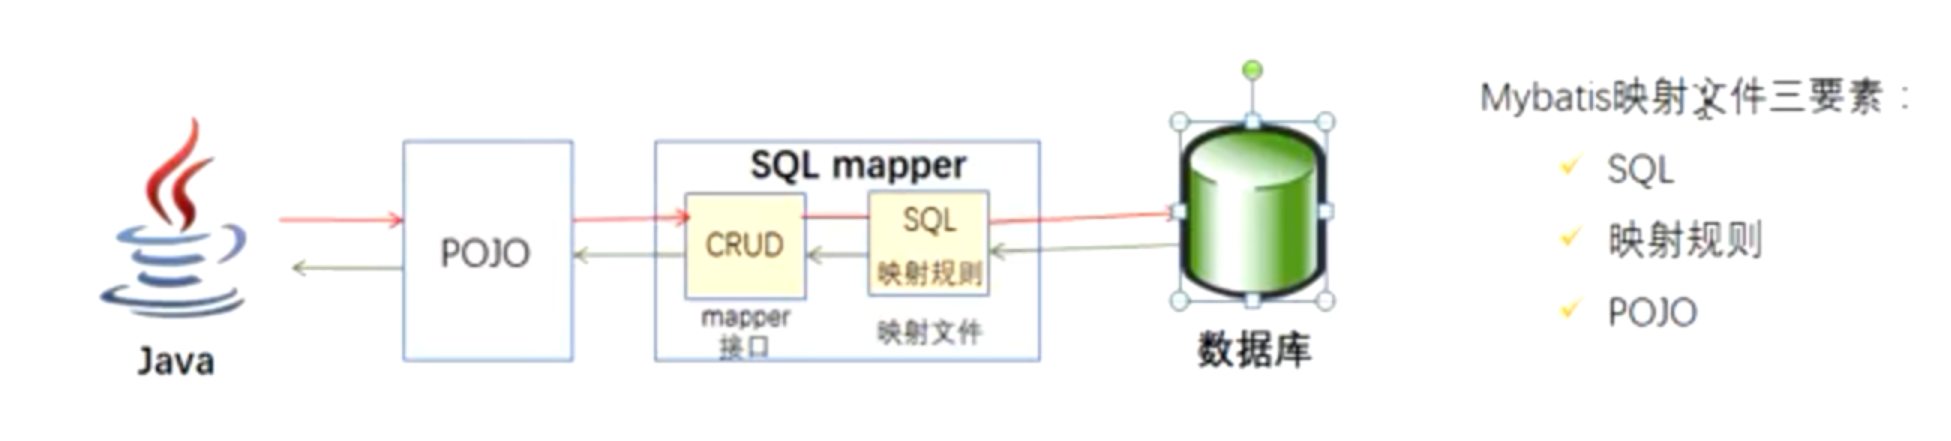 Java
POJO
SQL mapper
CRUD
mapper
接口
SQL
映射规则
映射文件
数据库
Mybatis映射文件三要素：
SQL
映射规则
POJO